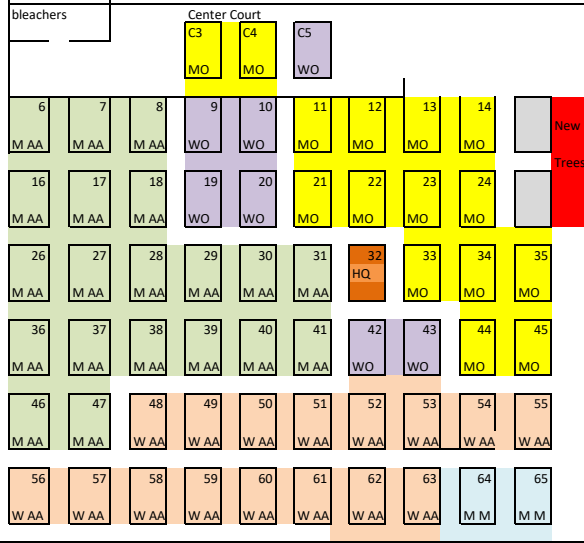 bleachers Center Court
C3 C4 C5
MO MO WO
6 7 8 9 10 11 12 13 14
New
M AA M AA M AA WO WO MO MO MO MO
Trees
16 17 18 19 20 21 22 23 24
M AA M AA M AA WO WO MO MO MO MO
26 27 28 29 30 31 32 33 34 35
HQ
M AA M AA M AA M AA M AA M AA MO MO MO
36 37 38 39 40 41 42 43 44 45
M AA M AA M AA M AA M AA M AA WO WO MO MO
46 47 48 49 50 51 52 53 54 55
M AA M AA W AA W AA W AA W AA W AA W AA W AA W AA
56 57 58 59 60 61 62 63 64 65
W AA W AA W AA W AA W AA W AA W AA W AA M M M M